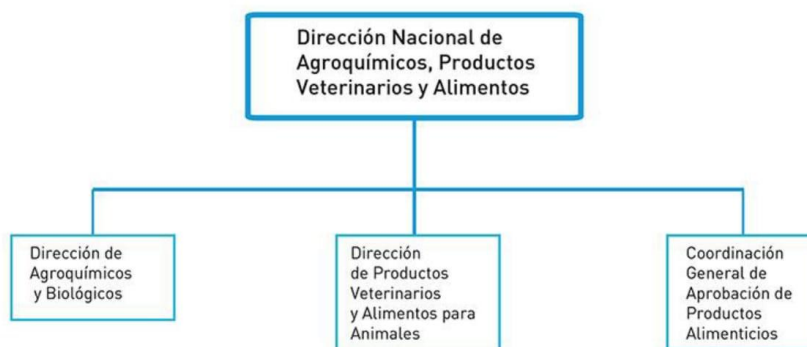 Dirección Nacional de
Agroquímicos, Productos
Veterinarios y Alimentos
Dirección de
Agroquímicos
y Biológicos
Dirección
de Productos
Veterinarios
y Alimentos para
Animales
Coordinación
General de
Aprobación de
Productos
Alimenticios